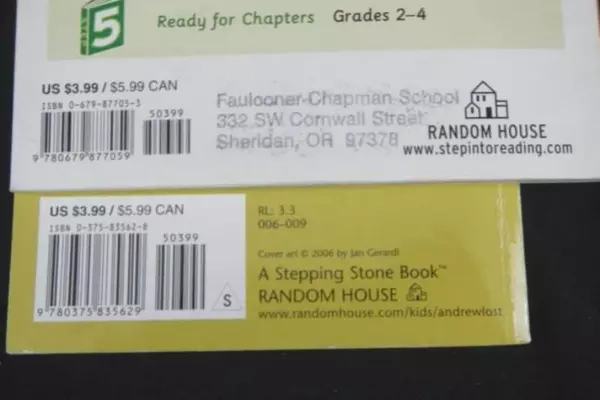 5
Ready for Chapters Grades 2–4
US $3.99 / $5.99 CAN
ISBN 0-679-87705-3
50399
9 780679 877059
Faulconer-Chapman School
332 SW Cornwall Street
Sheridan, OR 97378
RANDOM HOUSE
www.stepintoreading.com
US $3.99 / $5.99 CAN
ISBN 0-375-83562-8
50399
9 780375 835629
S
RL: 3.3
006-009
Cover art © 2006 by Jan Gerardi
A Stepping Stone Book™
RANDOM HOUSE
www.randomhouse.com/kids/andrewlost